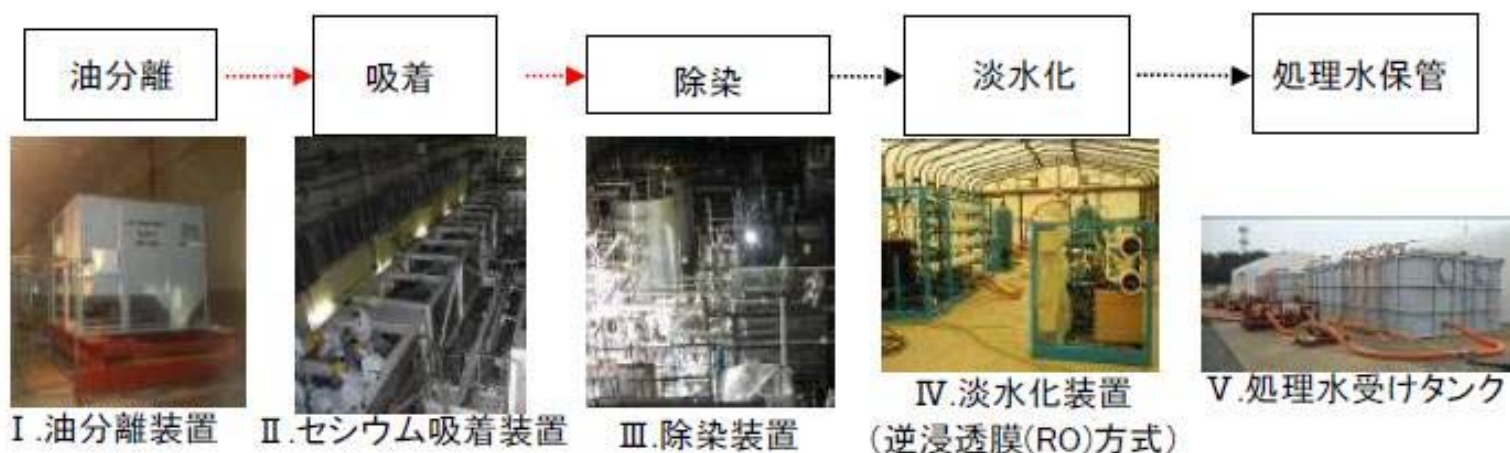 油分離
吸着
除染
淡水化
処理水保管
Ⅰ.油分離装置
Ⅱ.セシウム吸着装置
Ⅲ.除染装置
Ⅳ.淡水化装置
(逆浸透膜(RO)方式)
Ⅴ.処理水受けタンク